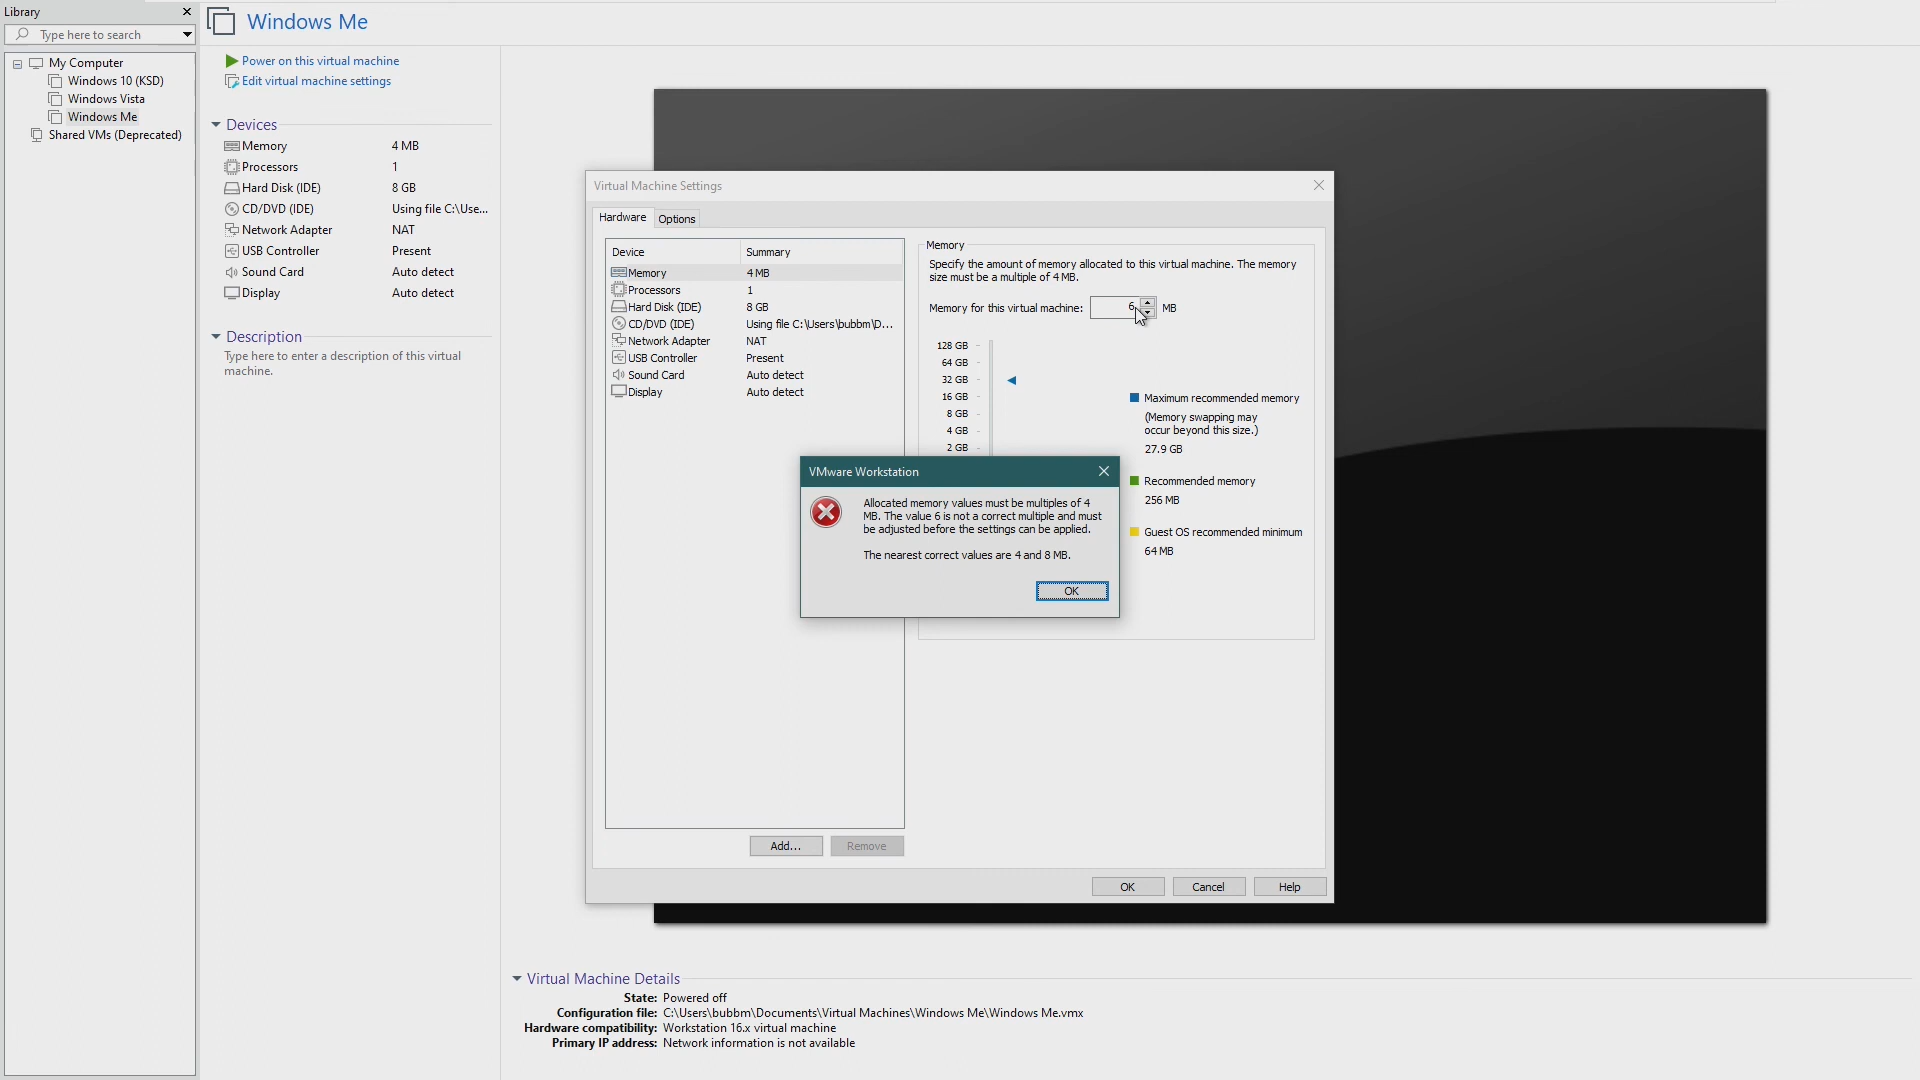 Library
Type here to search
My Computer
Windows 10 (KSD)
Windows Vista
Windows Me
Shared VMs (Deprecated)
Windows Me
Power on this virtual machine
Edit virtual machine settings
Devices
Memory 4 MB
Processors 1
Hard Disk (IDE) 8 GB
CD/DVD (IDE) Using file C:\Use...
Network Adapter NAT
USB Controller Present
Sound Card Auto detect
Display Auto detect
Description
Type here to enter a description of this virtual
machine.
Virtual Machine Settings
Hardware Options
Device Summary
Memory 4 MB
Processors 1
Hard Disk (IDE) 8 GB
CD/DVD (IDE) Using file C:\Users\bubbm\D...
Network Adapter NAT
USB Controller Present
Sound Card Auto detect
Display Auto detect
Add... Remove
Memory
Specify the amount of memory allocated to this virtual machine. The memory
size must be a multiple of 4 MB.
Memory for this virtual machine: 6 MB
128 GB
64 GB
32 GB
16 GB
8 GB
4 GB
2 GB
Maximum recommended memory
(Memory swapping may
occur beyond this size.)
27.9 GB
Recommended memory
256 MB
Guest OS recommended minimum
64 MB
VMware Workstation
Allocated memory values must be multiples of 4
MB. The value 6 is not a correct multiple and must
be adjusted before the settings can be applied.
The nearest correct values are 4 and 8 MB.
OK
OK Cancel Help
Virtual Machine Details
State: Powered off
Configuration file: C:\Users\bubbm\Documents\Virtual Machines\Windows Me\Windows Me.vmx
Hardware compatibility: Workstation 16.x virtual machine
Primary IP address: Network information is not available